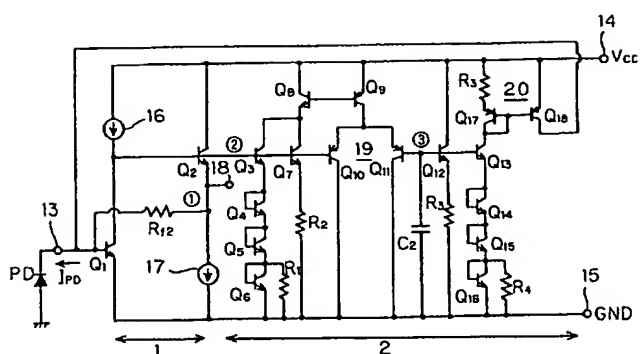 14
Vcc
R3
20
Q8
Q9
Q17
Q18
16
②
③
Q2
18
Q3
Q7
19
Q10
Q11
Q12
Q13
①
13
R12
Q4
R2
C2
R3
Q14
PD
IPD
Q1
17
Q5
Q15
15
Q6
R1
Q16
R4
GND
1
2